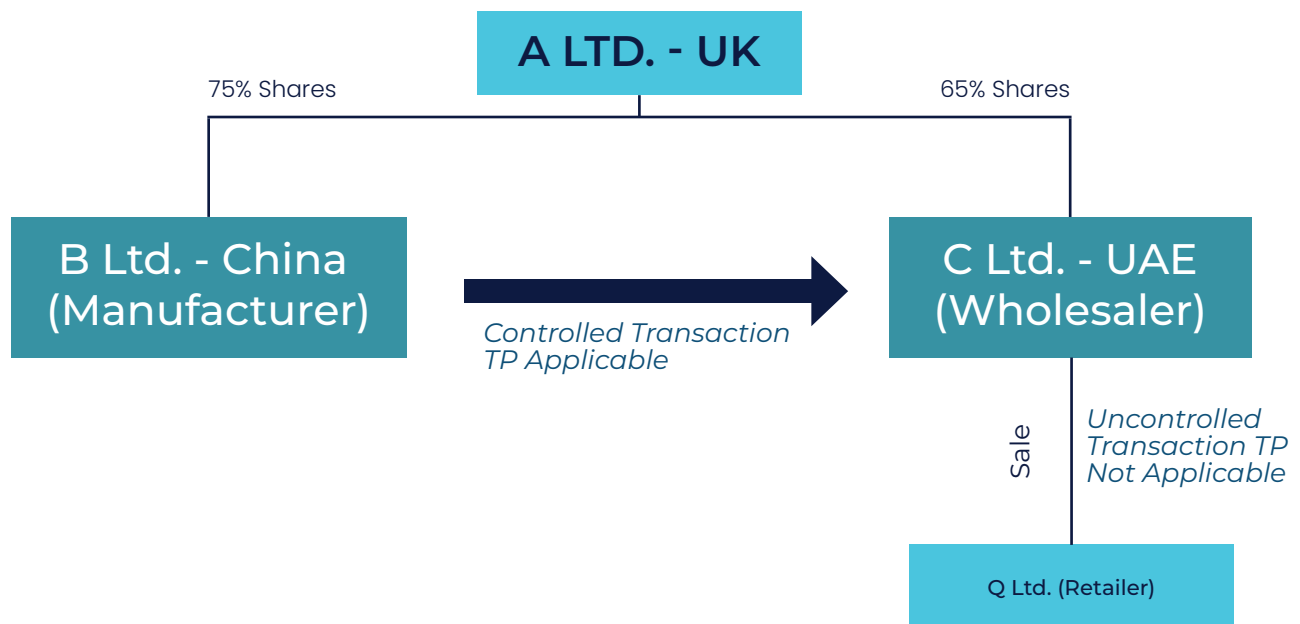 A LTD. - UK
75% Shares
65% Shares
B Ltd. - China
(Manufacturer)
Controlled Transaction
TP Applicable
C Ltd. - UAE
(Wholesaler)
Sale
Uncontrolled
Transaction TP
Not Applicable
Q Ltd. (Retailer)